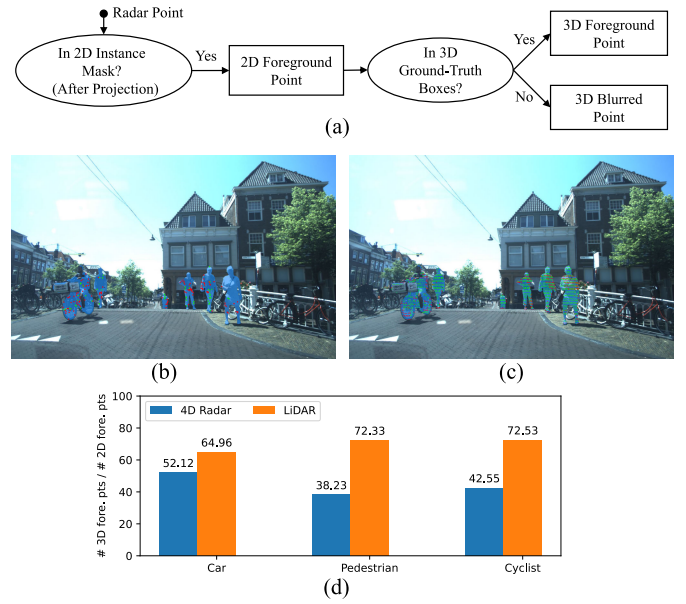 Radar Point
In 2D Instance
Mask?
(After Projection)
Yes
2D Foreground
Point
In 3D
Ground-Truth
Boxes?
Yes
No
3D Foreground
Point
3D Blurred
Point
(a)
(b)
(c)
# 3D fore. pts / # 2D fore. pts
100
80
60
40
20
0
4D Radar
LiDAR
52.12
64.96
38.23
72.33
42.55
72.53
Car
Pedestrian
Cyclist
(d)